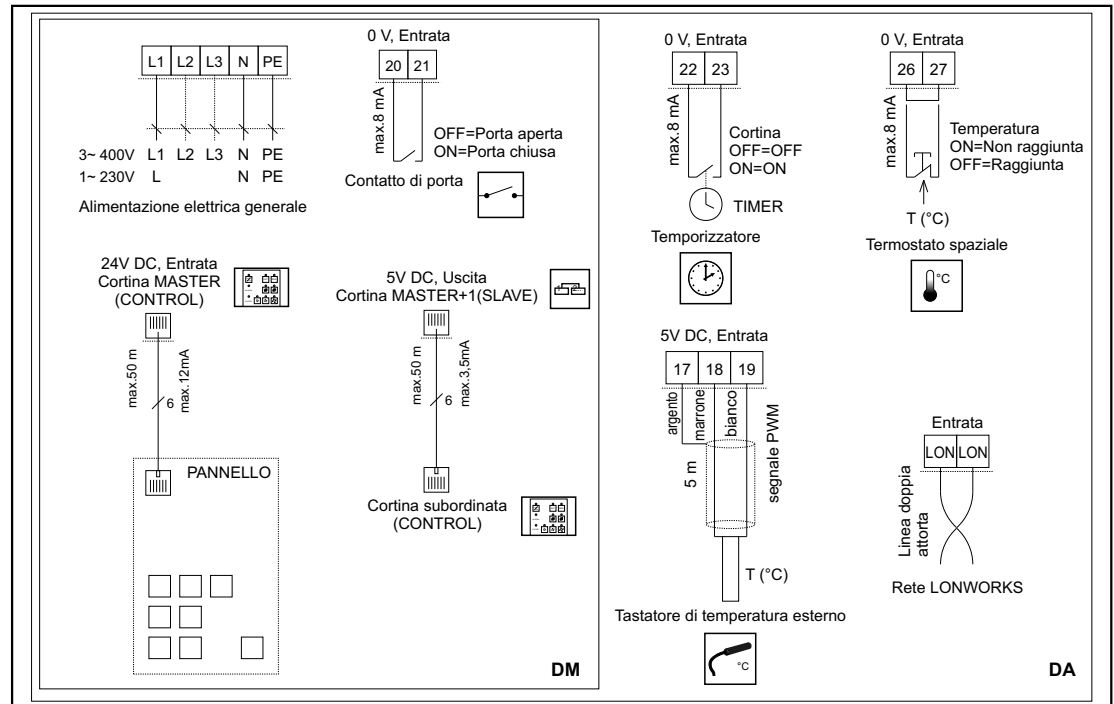 L1 L2 L3 N PE
3~ 400V L1 L2 L3 N PE
1~ 230V L N PE
Alimentazione elettrica generale
0 V, Entrata
20 21
max.8 mA
OFF=Porta aperta
ON=Porta chiusa
Contatto di porta
24V DC, Entrata
Cortina MASTER
(CONTROL)
max.50 m
6
max.12mA
PANNELLO
5V DC, Uscita
Cortina MASTER+1(SLAVE)
max.50 m
6
max.3,5mA
Cortina subordinata
(CONTROL)
DM
0 V, Entrata
22 23
max.8 mA
Cortina
OFF=OFF
ON=ON
TIMER
Temporizzatore
0 V, Entrata
26 27
max.8 mA
Temperatura
ON=Non raggiunta
OFF=Raggiunta
T (°C)
Termostato spaziale
°C
5V DC, Entrata
17 18 19
argento
marrone
bianco
5 m
segnale PWM
T (°C)
Tastatore di temperatura esterno
°C
Entrata
LON LON
Linea doppia
attorta
Rete LONWORKS
DA